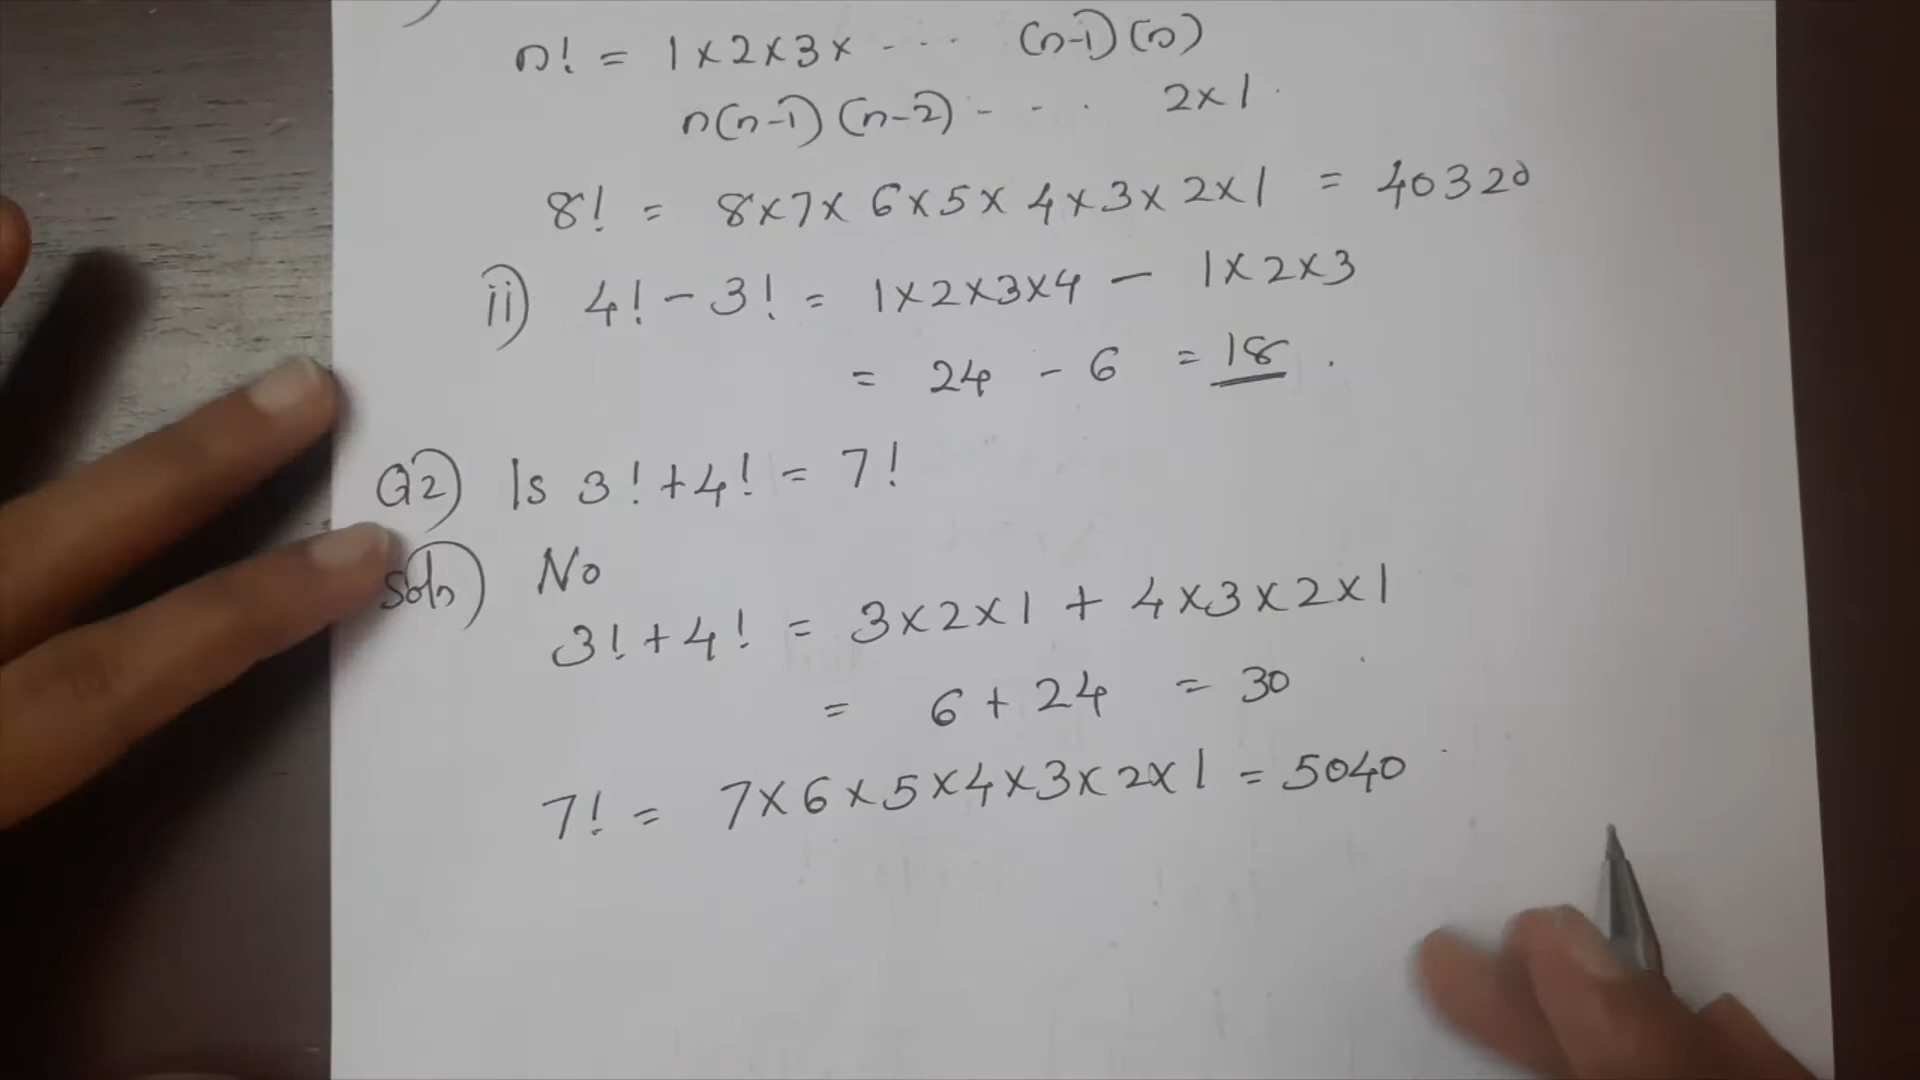 n! = 1×2×3× - - - (n-1)(n)
n(n-1)(n-2) - - . 2×1.
8! = 8×7×6×5×4×3×2×1 = 40320
ii) 4!-3! = 1×2×3×4 - 1×2×3
= 24 - 6 = 18.
Q2) Is 3!+4! = 7!
Soln) No
3!+4! = 3×2×1 + 4×3×2×1
= 6+24 = 30
7! = 7×6×5×4×3×2×1 = 5040